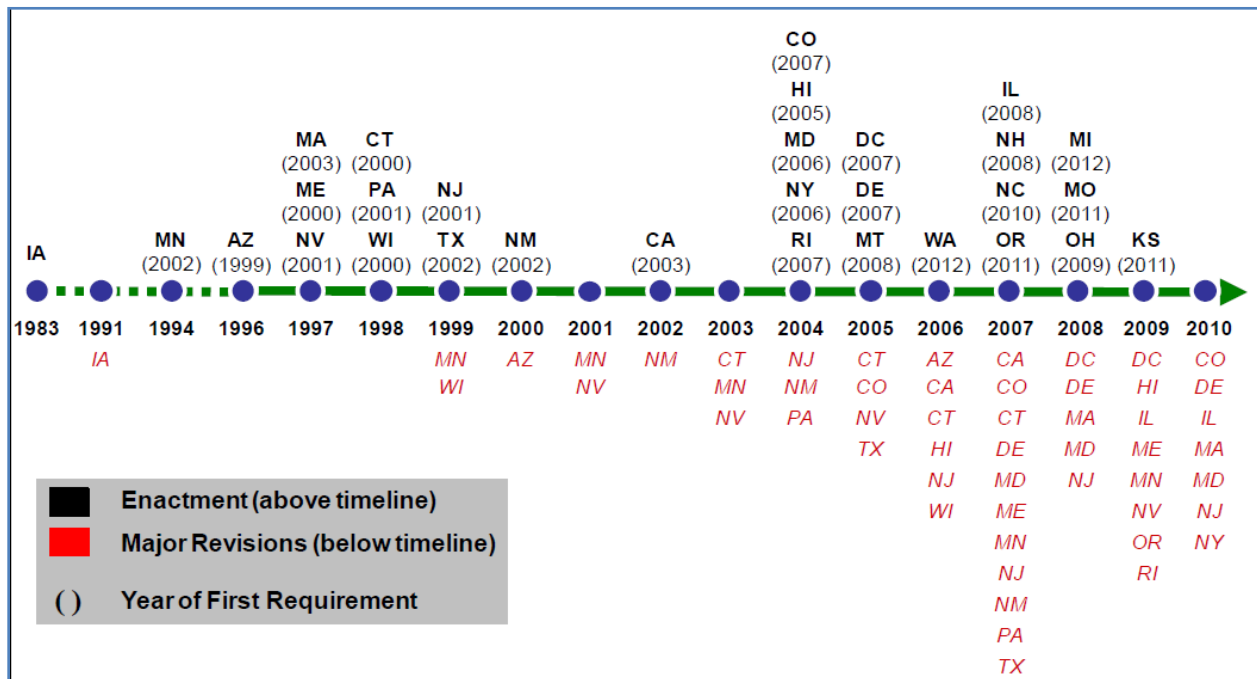 CO
(2007)
HI IL
(2005) (2008)
MA CT MD DC NH MI
(2003) (2000) (2006) (2007) (2008) (2012)
ME PA NJ NY DE NC MO
(2000) (2001) (2001) (2006) (2007) (2010) (2011)
IA MN AZ NV WI TX NM CA RI MT WA OR OH KS
(2002) (1999) (2001) (2000) (2002) (2002) (2003) (2007) (2008) (2012) (2011) (2009) (2011)
1983 1991 1994 1996 1997 1998 1999 2000 2001 2002 2003 2004 2005 2006 2007 2008 2009 2010
IA MN AZ MN NM CT NJ CT AZ CA DC DC CO
WI NV MN NM CO CA CO DE HI DE
NV PA NV CT CT MA IL IL
TX HI DE MD ME MA
NJ MD NJ MN MD
WI ME NV NJ
MN OR NY
NJ RI
NM
PA
TX
Enactment (above timeline)
Major Revisions (below timeline)
( ) Year of First Requirement